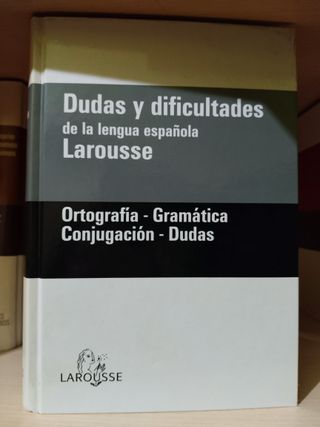 Dudas y dificultades
de la lengua española
Larousse
Ortografía - Gramática
Conjugación - Dudas
LAROUSSE